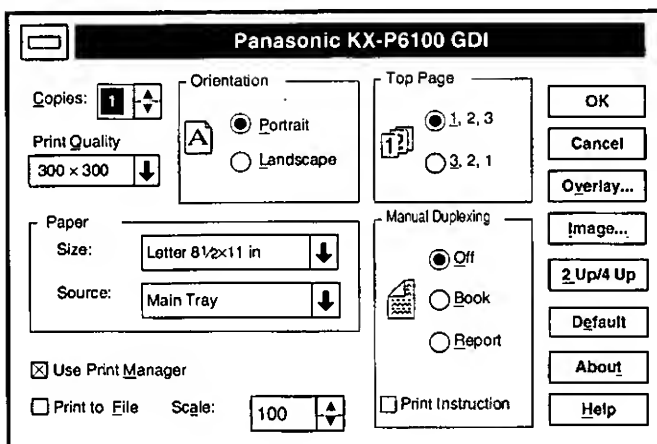 Panasonic KX-P6100 GDI
Copies: 1
Print Quality
300 × 300
Orientation
A
Portrait
Landscape
Top Page
1
1, 2, 3
3, 2, 1
OK
Cancel
Overlay...
Image...
2 Up/4 Up
Default
About
Help
Paper
Size: Letter 8½×11 in
Source: Main Tray
Manual Duplexing
Off
Book
Report
Print Instruction
Use Print Manager
Print to File
Scale: 100